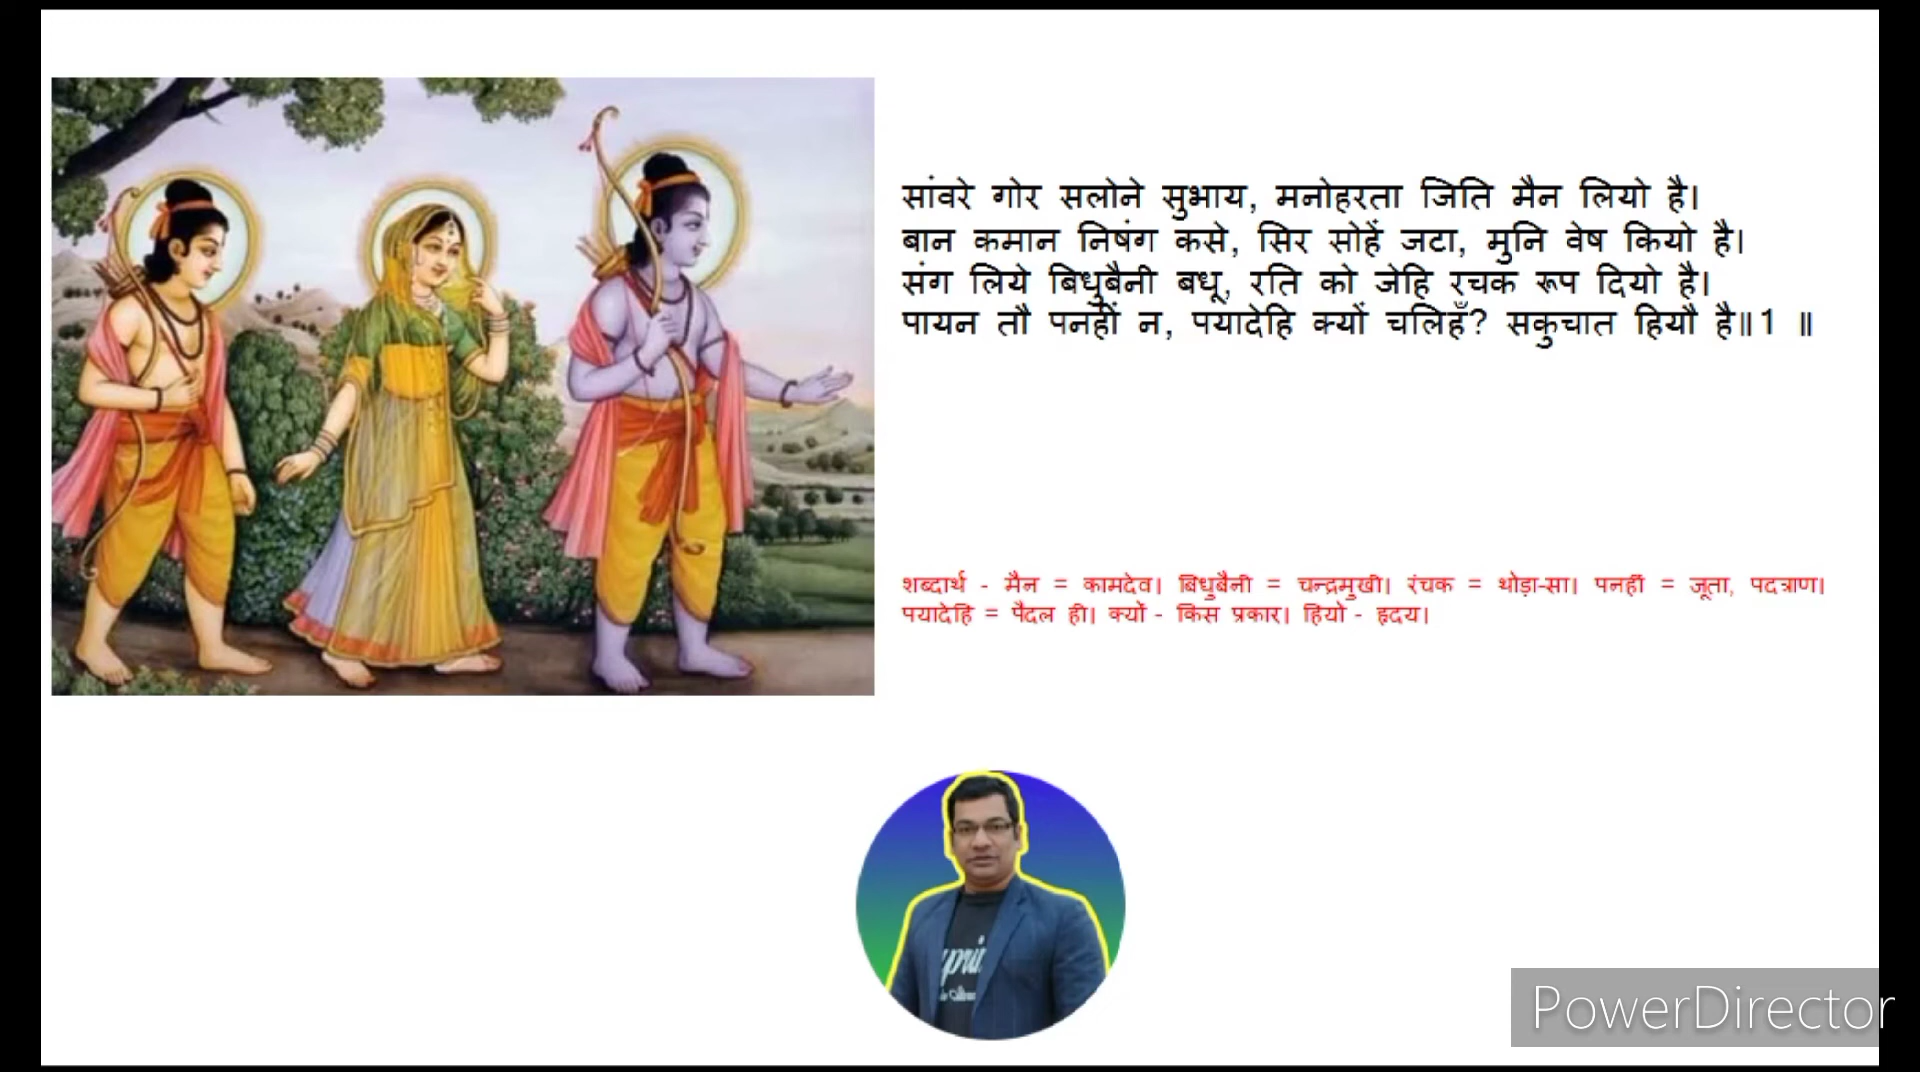 सांवरे गोर सलोने सुभाय, मनोहरता जिति मैन लियो है।
बान कमान निषंग कसे, सिर सोहें जटा, मुनि वेष कियो है।
संग लिये बिधुबैनी बधू, रति को जेहि रचक रूप दियो है।
पायन तौ पनहीं न, पयादेहि क्यों चलिहैं? सकुचात हियौ है॥1 ॥
शब्दार्थ - मैन = कामदेव। बिधुबैनी = चन्द्रमुखी। रंचक = थोड़ा-सा। पनहीं = जूता, पदत्राण।
पयादेहि = पैदल ही। क्यों - किस प्रकार। हियो - हृदय।
PowerDirector